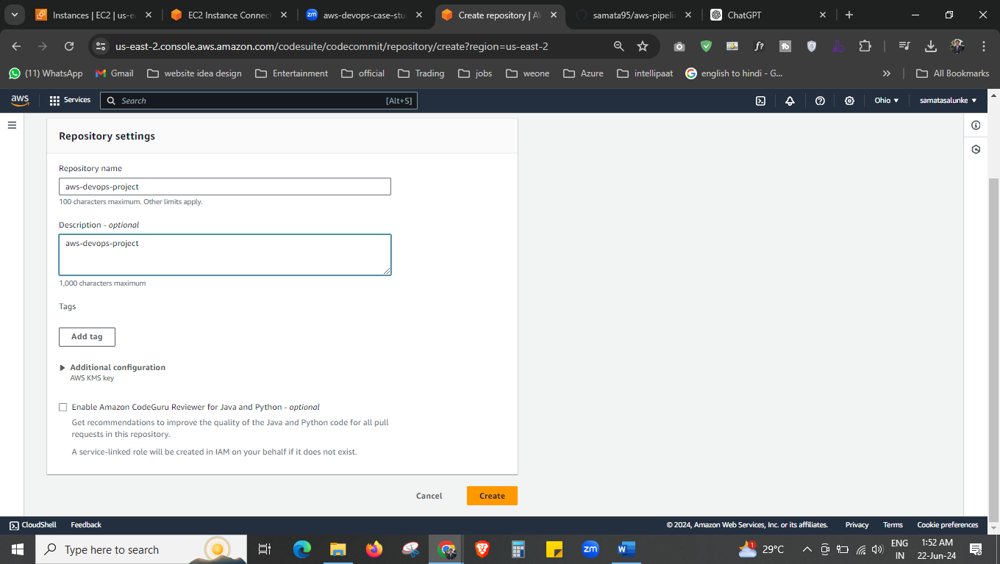 Instances | EC2 | us-ea
EC2 Instance Connect
zm
aws-devops-case-stu
Create repository | A
samata95/aws-pipelin
ChatGPT
us-east-2.console.aws.amazon.com/codesuite/codecommit/repository/create?region=us-east-2
f?
(11) WhatsApp
Gmail
website idea design
Entertainment
official
Trading
jobs
weone
Azure
intellipaat
english to hindi - G...
All Bookmarks
aws
Services
Search
[Alt+S]
Ohio
samatasalunke
Repository settings
Repository name
aws-devops-project
100 characters maximum. Other limits apply.
Description - optional
aws-devops-project
1,000 characters maximum
Tags
Add tag
Additional configuration
AWS KMS key
Enable Amazon CodeGuru Reviewer for Java and Python - optional
Get recommendations to improve the quality of the Java and Python code for all pull
requests in this repository.
A service-linked role will be created in IAM on your behalf if it does not exist.
Cancel
Create
CloudShell
Feedback
© 2024, Amazon Web Services, Inc. or its affiliates.
Privacy
Terms
Cookie preferences
Type here to search
zm
W
1
29°C
ENG
IN
1:52 AM
22-Jun-24